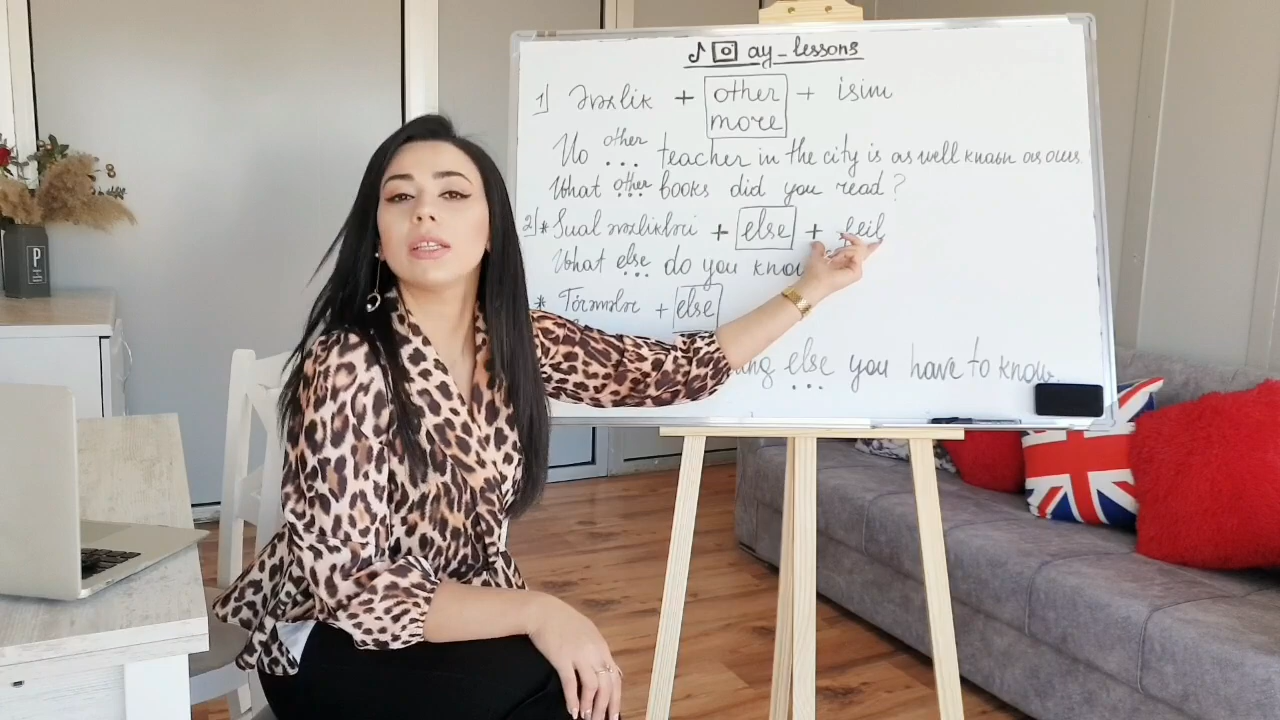 ay_lessons
1) Əvəzlik + other + isim
more
other
No ... teacher in the city is as well known as ours.
What other books did you read?
2) * Sual əvəzlikləri + else + feil
What else do you know
* Törəmələr + else
else you have to know.
P